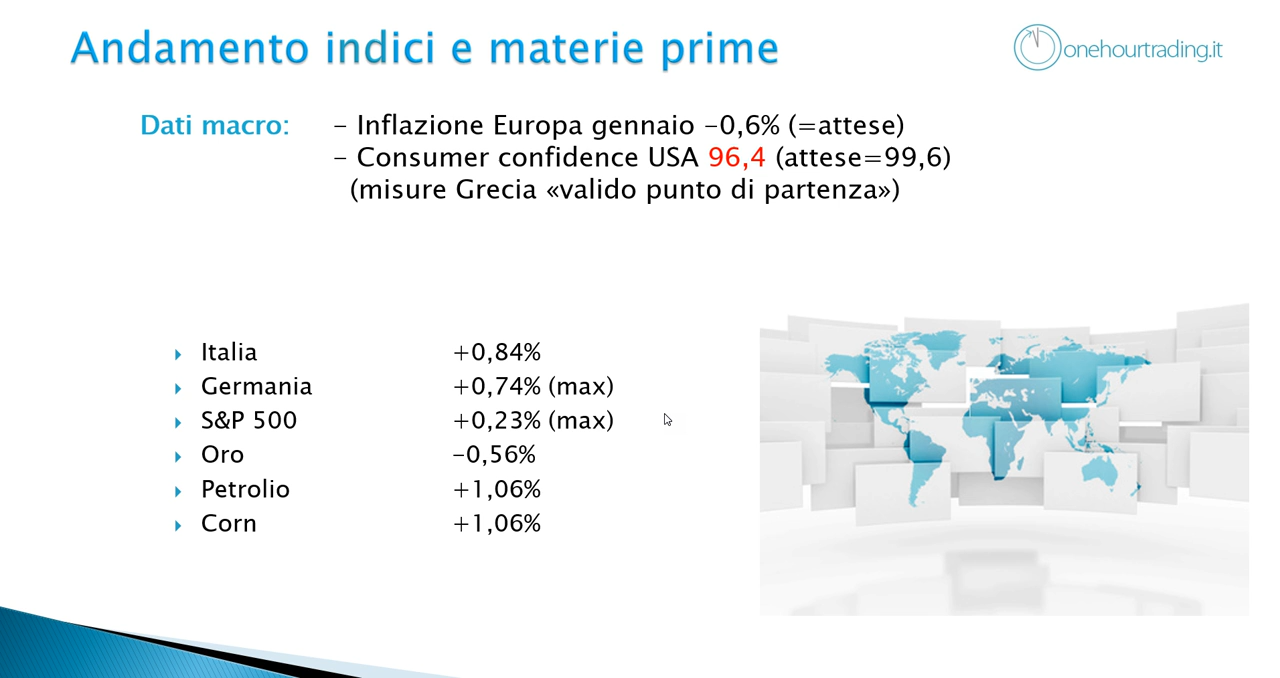 Andamento indici e materie prime
onehourtrading.it
Dati macro: – Inflazione Europa gennaio –0,6% (=attese)
– Consumer confidence USA 96,4 (attese=99,6)
(misure Grecia «valido punto di partenza»)
Italia +0,84%
Germania +0,74% (max)
S&P 500 +0,23% (max)
Oro –0,56%
Petrolio +1,06%
Corn +1,06%